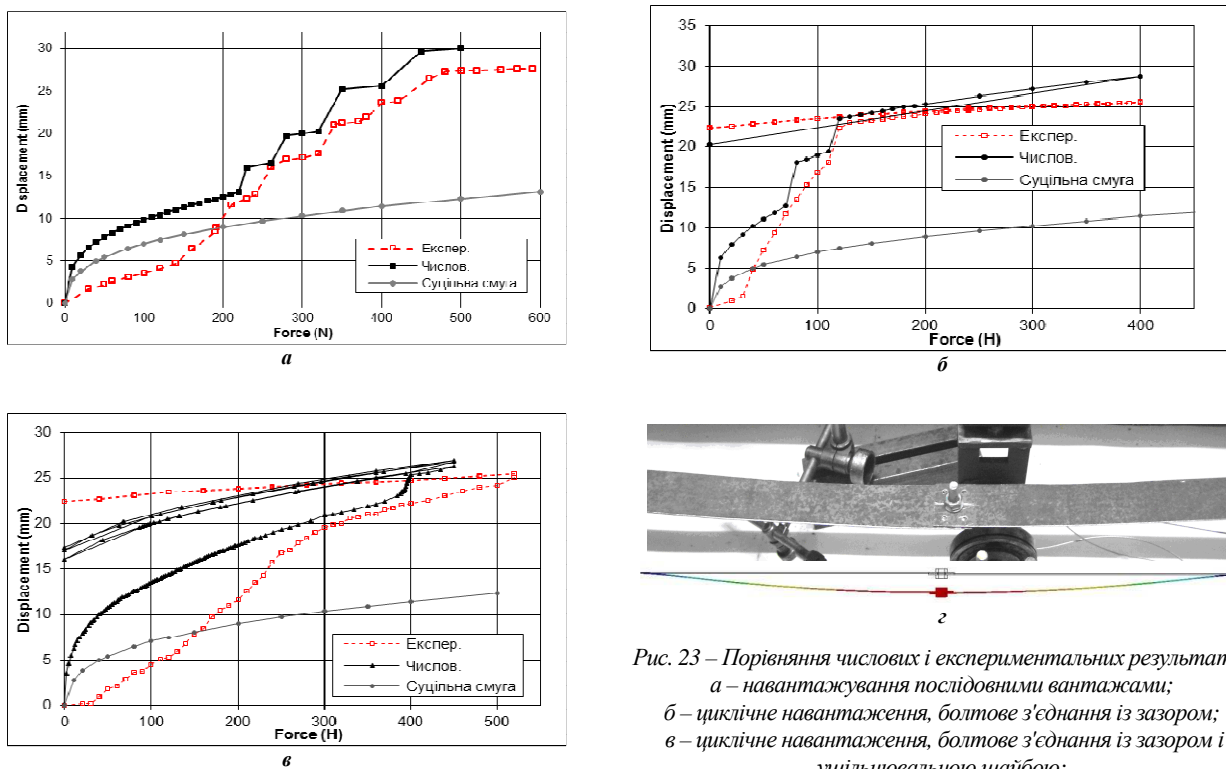 30
25
20
15
10
5
0
Displacement (mm)
Експер.
Числов.
Суцільна смуга
0 100 200 300 400 500 600
Force (N)
а
35
30
25
20
15
10
5
0
Displacement (mm)
Експер.
Числов.
Суцільна смуга
0 100 200 300 400
Force (H)
б
30
25
20
15
10
5
0
Displacement (mm)
Експер.
Числов.
Суцільна смуга
0 100 200 300 400 500
Force (H)
в
г
Рис. 23 – Порівняння числових і експериментальних результат
а – навантажування послідовними вантажами;
б – циклічне навантаження, болтове з'єднання із зазором;
в – циклічне навантаження, болтове з'єднання із зазором і
ущільнювальною шайбою;